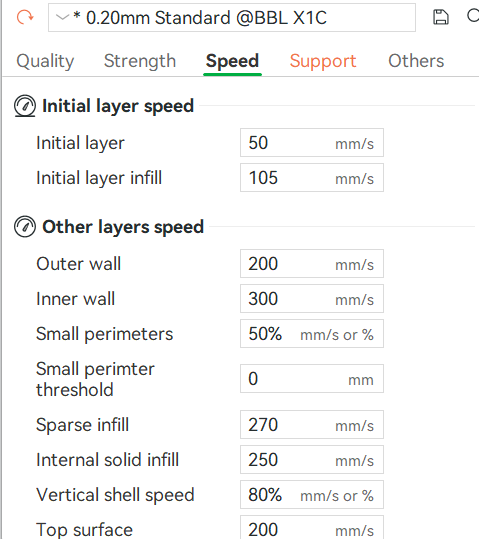 * 0.20mm Standard @BBL X1C
Quality Strength Speed Support Others
Initial layer speed
Initial layer 50 mm/s
Initial layer infill 105 mm/s
Other layers speed
Outer wall 200 mm/s
Inner wall 300 mm/s
Small perimeters 50% mm/s or %
Small perimter
threshold 0 mm
Sparse infill 270 mm/s
Internal solid infill 250 mm/s
Vertical shell speed 80% mm/s or %
Top surface 200 mm/s